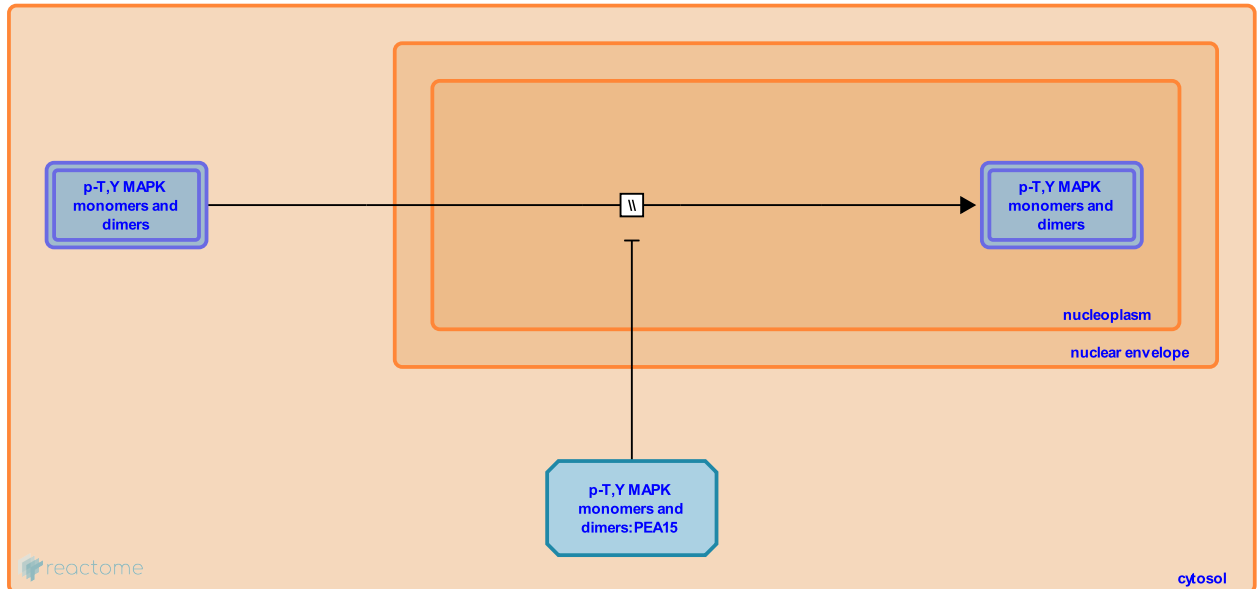 p-T,Y MAPK
monomers and
dimers
\\
p-T,Y MAPK
monomers and
dimers
nucleoplasm
nuclear envelope
p-T,Y MAPK
monomers and
dimers:PEA15
reactome
cytosol